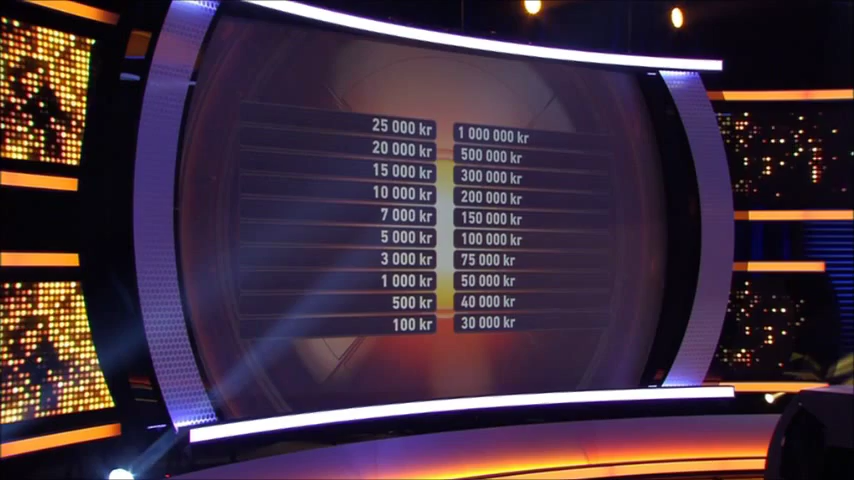 25 000 kr
20 000 kr
15 000 kr
10 000 kr
7 000 kr
5 000 kr
3 000 kr
1 000 kr
500 kr
100 kr
1 000 000 kr
500 000 kr
300 000 kr
200 000 kr
150 000 kr
100 000 kr
75 000 kr
50 000 kr
40 000 kr
30 000 kr